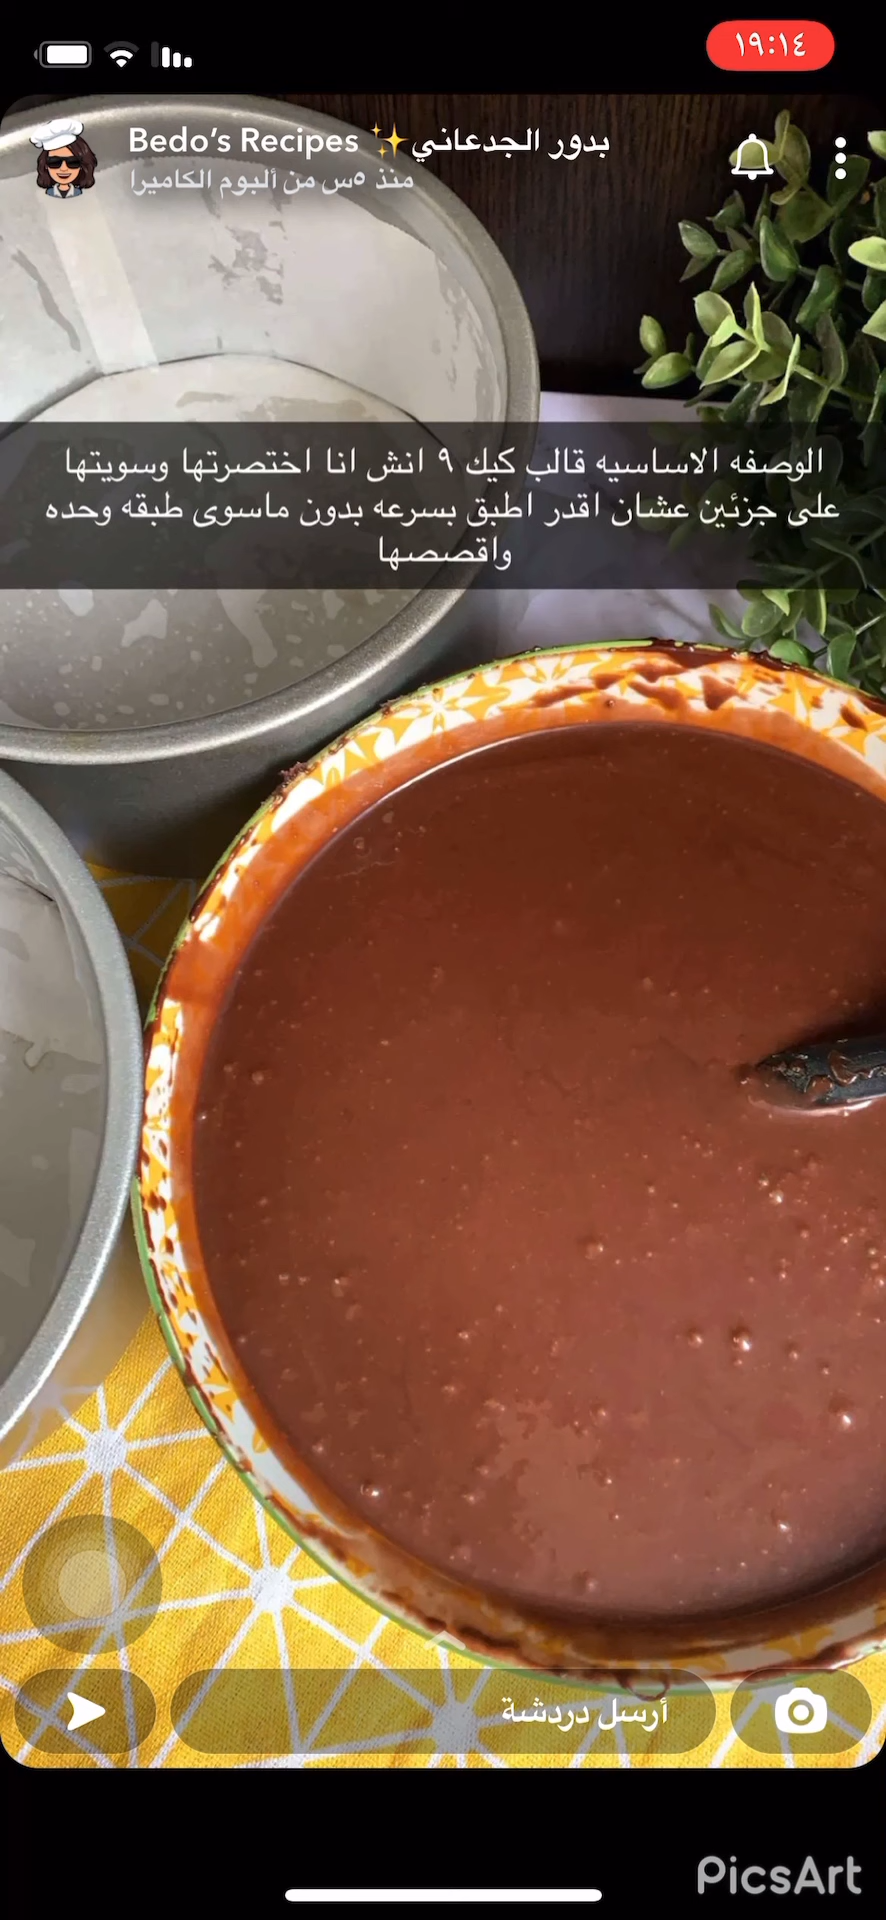 ١٩:١٤
Bedo’s Recipes ✨بدور الجدعاني
منذ ٥س من ألبوم الكاميرا
الوصفه الاساسيه قالب كيك ٩ انش انا اختصرتها وسويتها
على جزئين عشان اقدر اطبق بسرعه بدون ماسوى طبقه وحده
واقصصها
أرسل دردشة
PicsArt